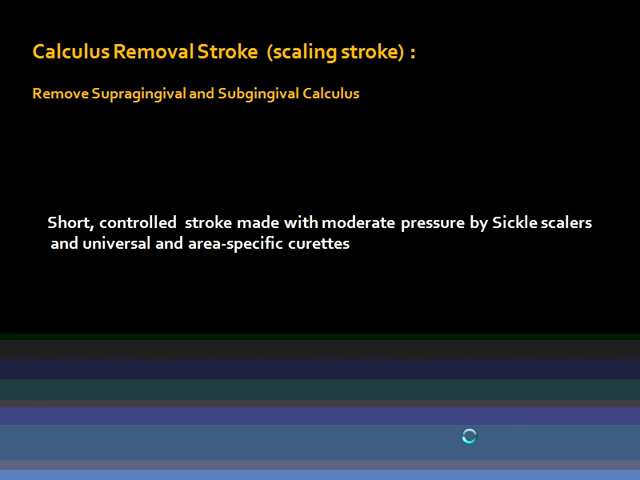 Calculus Removal Stroke (scaling stroke) :
Remove Supragingival and Subgingival Calculus
Short, controlled stroke made with moderate pressure by Sickle scalers
and universal and area-specific curettes